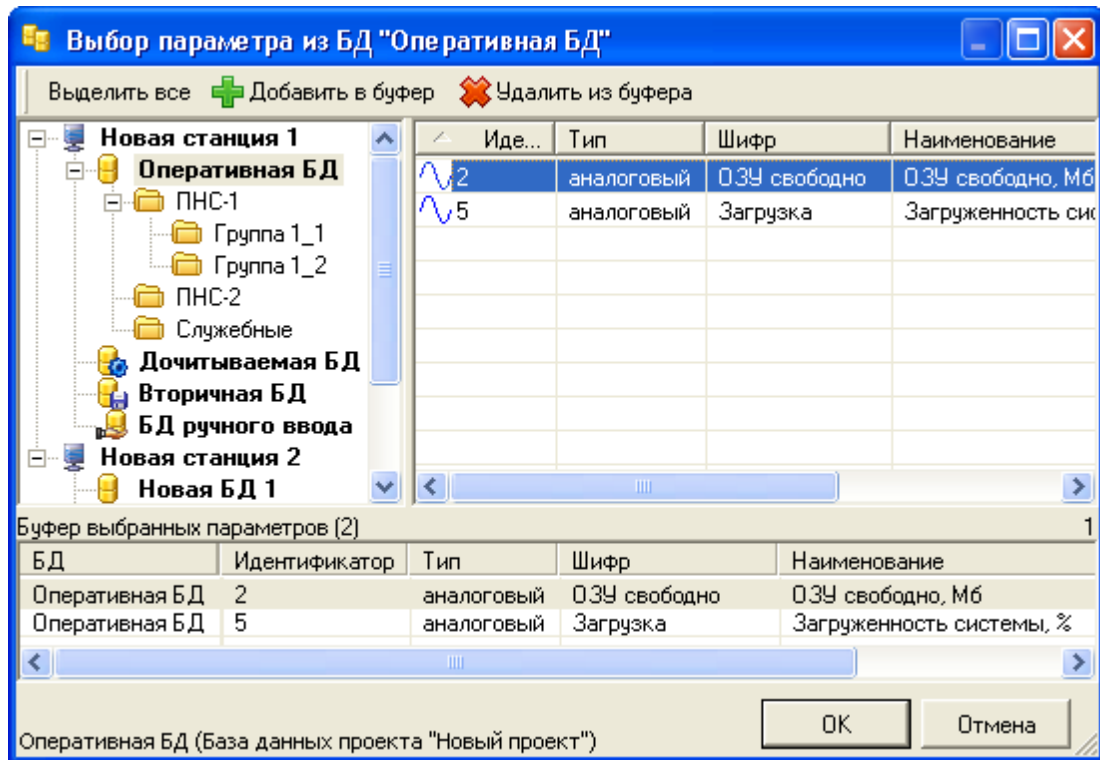 Выбор параметра из БД "Оперативная БД"
Выделить все Добавить в буфер Удалить из буфера
Новая станция 1
Оперативная БД
ПНС-1
Группа 1_1
Группа 1_2
ПНС-2
Служебные
Дочитываемая БД
Вторичная БД
БД ручного ввода
Новая станция 2
Новая БД 1
Иде... Тип Шифр Наименование
2 аналоговый ОЗУ свободно ОЗУ свободно, Мб
5 аналоговый Загрузка Загруженность сис
Буфер выбранных параметров (2) 1
БД Идентификатор Тип Шифр Наименование
Оперативная БД 2 аналоговый ОЗУ свободно ОЗУ свободно, Мб
Оперативная БД 5 аналоговый Загрузка Загруженность системы, %
OK Отмена
Оперативная БД (База данных проекта "Новый проект")